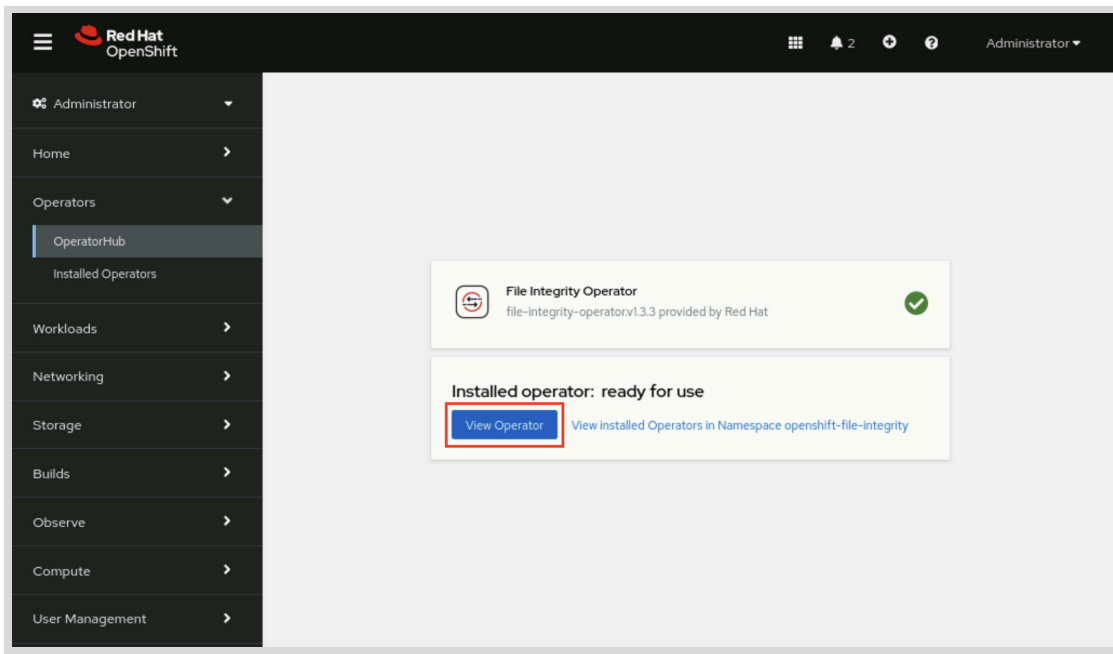 Red Hat
OpenShift
2
Administrator
Administrator
Home
Operators
OperatorHub
Installed Operators
Workloads
Networking
Storage
Builds
Observe
Compute
User Management
File Integrity Operator
file-integrity-operator.v1.3.3 provided by Red Hat
Installed operator: ready for use
View Operator View installed Operators in Namespace openshift-file-integrity